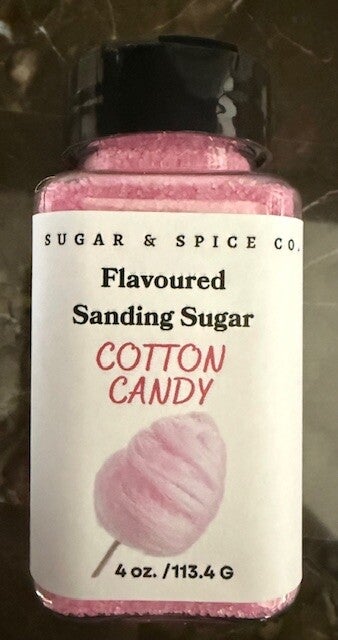 SUGAR & SPICE CO.
Flavoured
Sanding Sugar
COTTON
CANDY
4 oz. /113.4 G